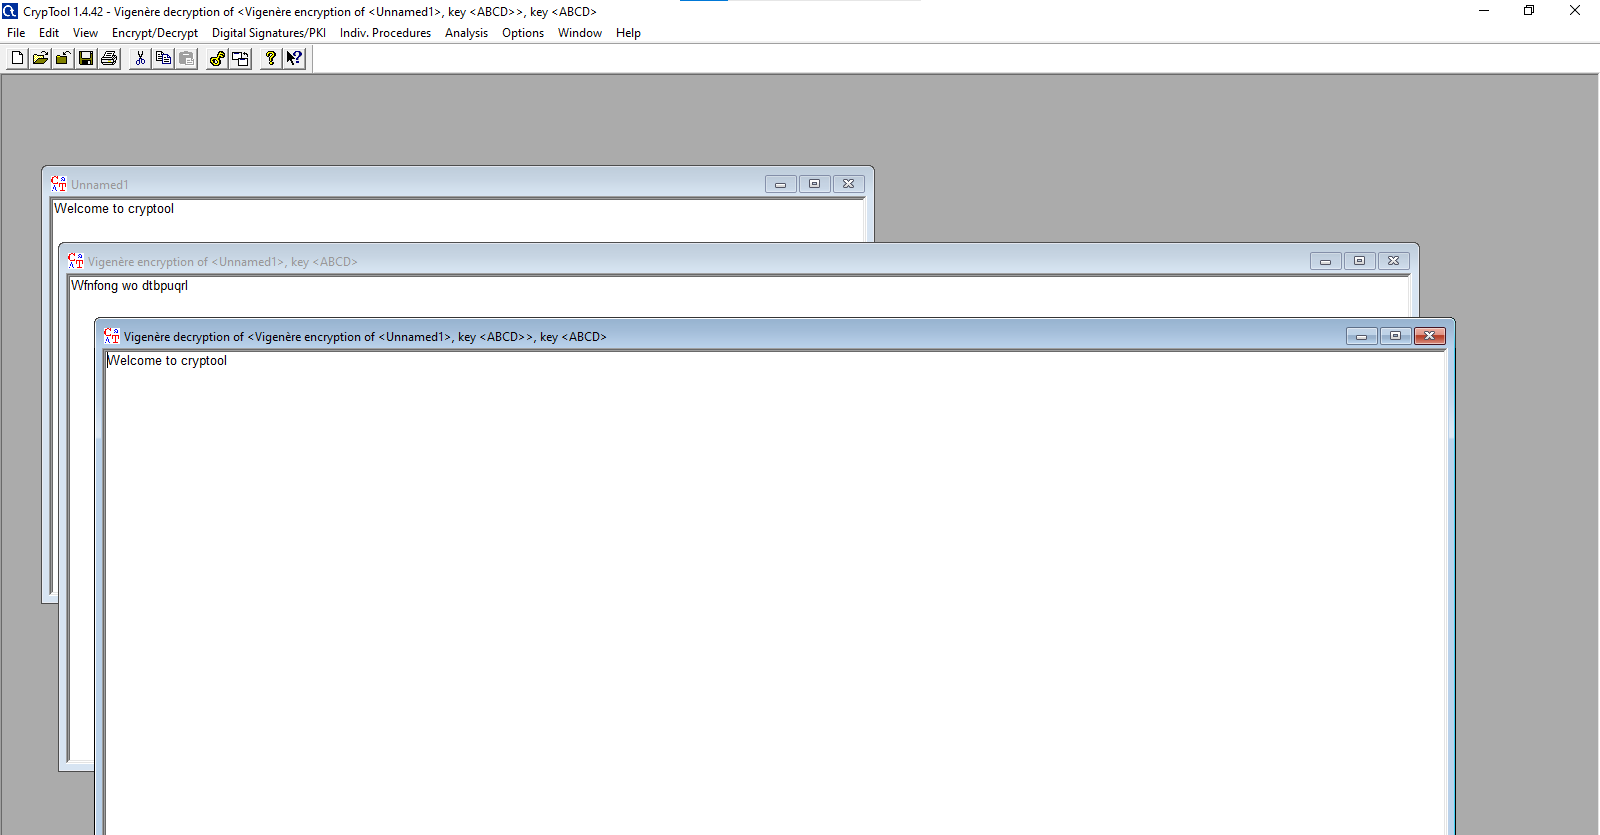 CrypTool 1.4.42 - Vigenère decryption of <Vigenère encryption of <Unnamed1>, key <ABCD>>, key <ABCD>
File Edit View Encrypt/Decrypt Digital Signatures/PKI Indiv. Procedures Analysis Options Window Help
Unnamed1
Welcome to cryptool
Vigenère encryption of <Unnamed1>, key <ABCD>
Wfnfong wo dtbpuqrl
Vigenère decryption of <Vigenère encryption of <Unnamed1>, key <ABCD>>, key <ABCD>
Welcome to cryptool